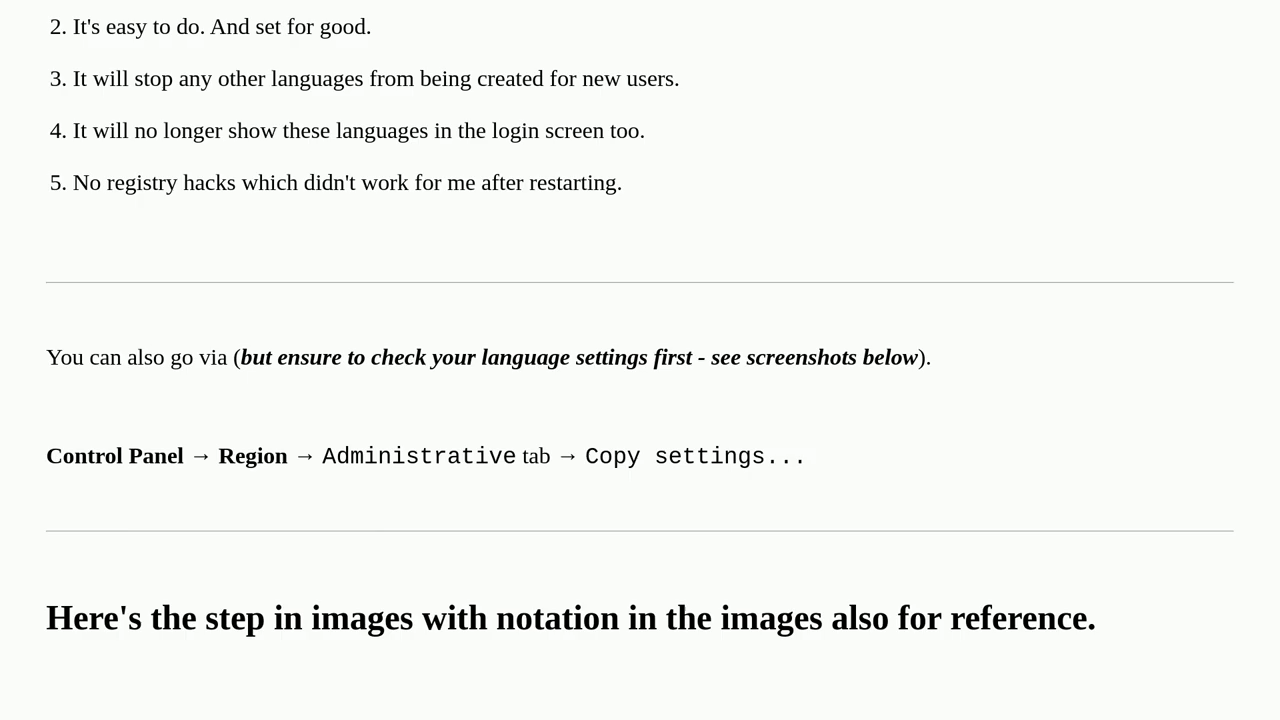 2. It's easy to do. And set for good.
3. It will stop any other languages from being created for new users.
4. It will no longer show these languages in the login screen too.
5. No registry hacks which didn't work for me after restarting.
You can also go via (but ensure to check your language settings first - see screenshots below).
Control Panel → Region → Administrative tab → Copy settings...
Here's the step in images with notation in the images also for reference.